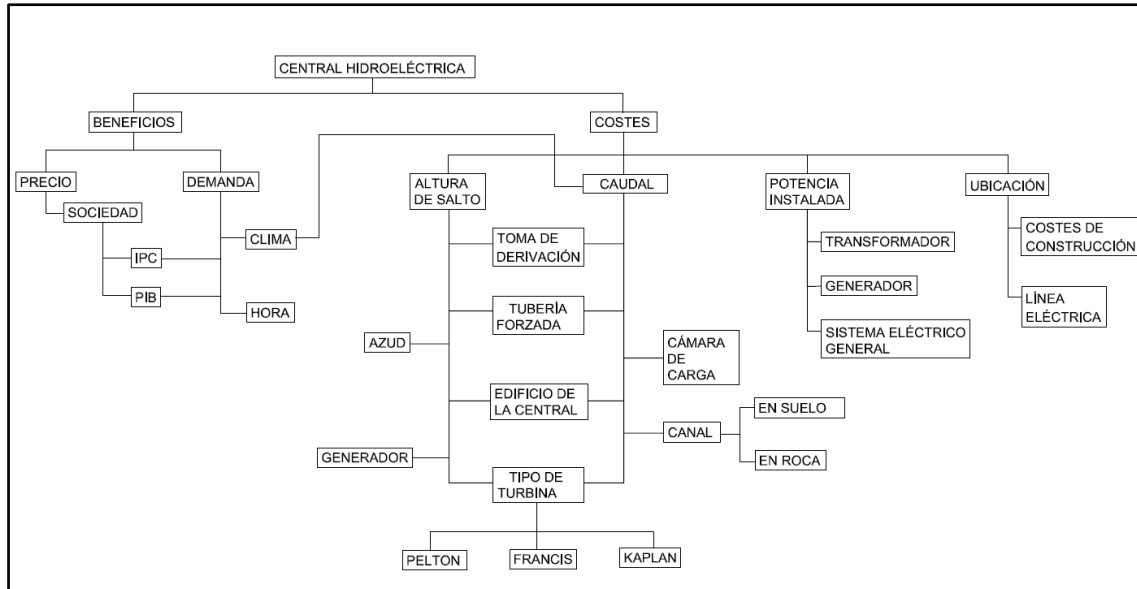 CENTRAL HIDROELÉCTRICA
BENEFICIOS
COSTES
PRECIO
DEMANDA
ALTURA
DE SALTO
CAUDAL
POTENCIA
INSTALADA
UBICACIÓN
SOCIEDAD
CLIMA
TOMA DE
DERIVACIÓN
TRANSFORMADOR
COSTES DE
CONSTRUCCIÓN
IPC
GENERADOR
PIB
HORA
TUBERÍA
FORZADA
LÍNEA
ELÉCTRICA
AZUD
CÁMARA
DE
CARGA
SISTEMA ELÉCTRICO
GENERAL
EDIFICIO DE
LA CENTRAL
EN SUELO
CANAL
GENERADOR
EN ROCA
TIPO DE
TURBINA
PELTON
FRANCIS
KAPLAN